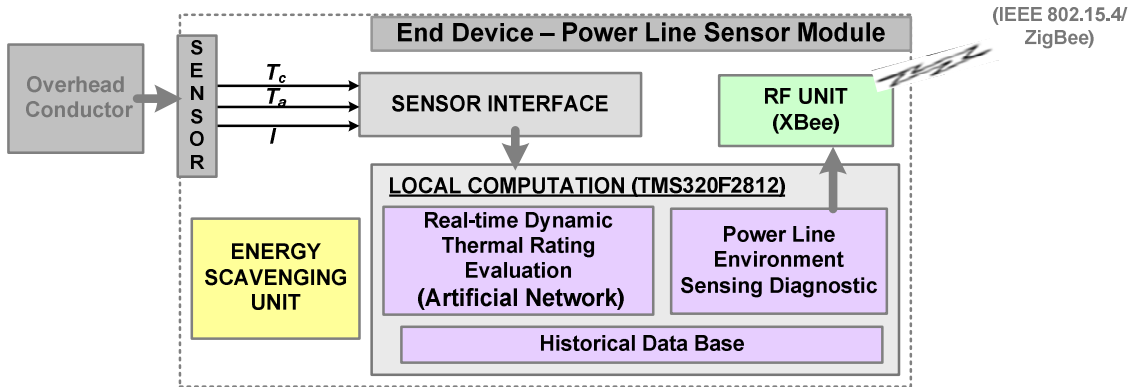 (IEEE 802.15.4/
ZigBee)
End Device – Power Line Sensor Module
Overhead
Conductor
SENSOR
Tc
Ta
I
SENSOR INTERFACE
RF UNIT
(XBee)
LOCAL COMPUTATION (TMS320F2812)
Real-time Dynamic
Thermal Rating
Evaluation
(Artificial Network)
Power Line
Environment
Sensing Diagnostic
ENERGY
SCAVENGING
UNIT
Historical Data Base